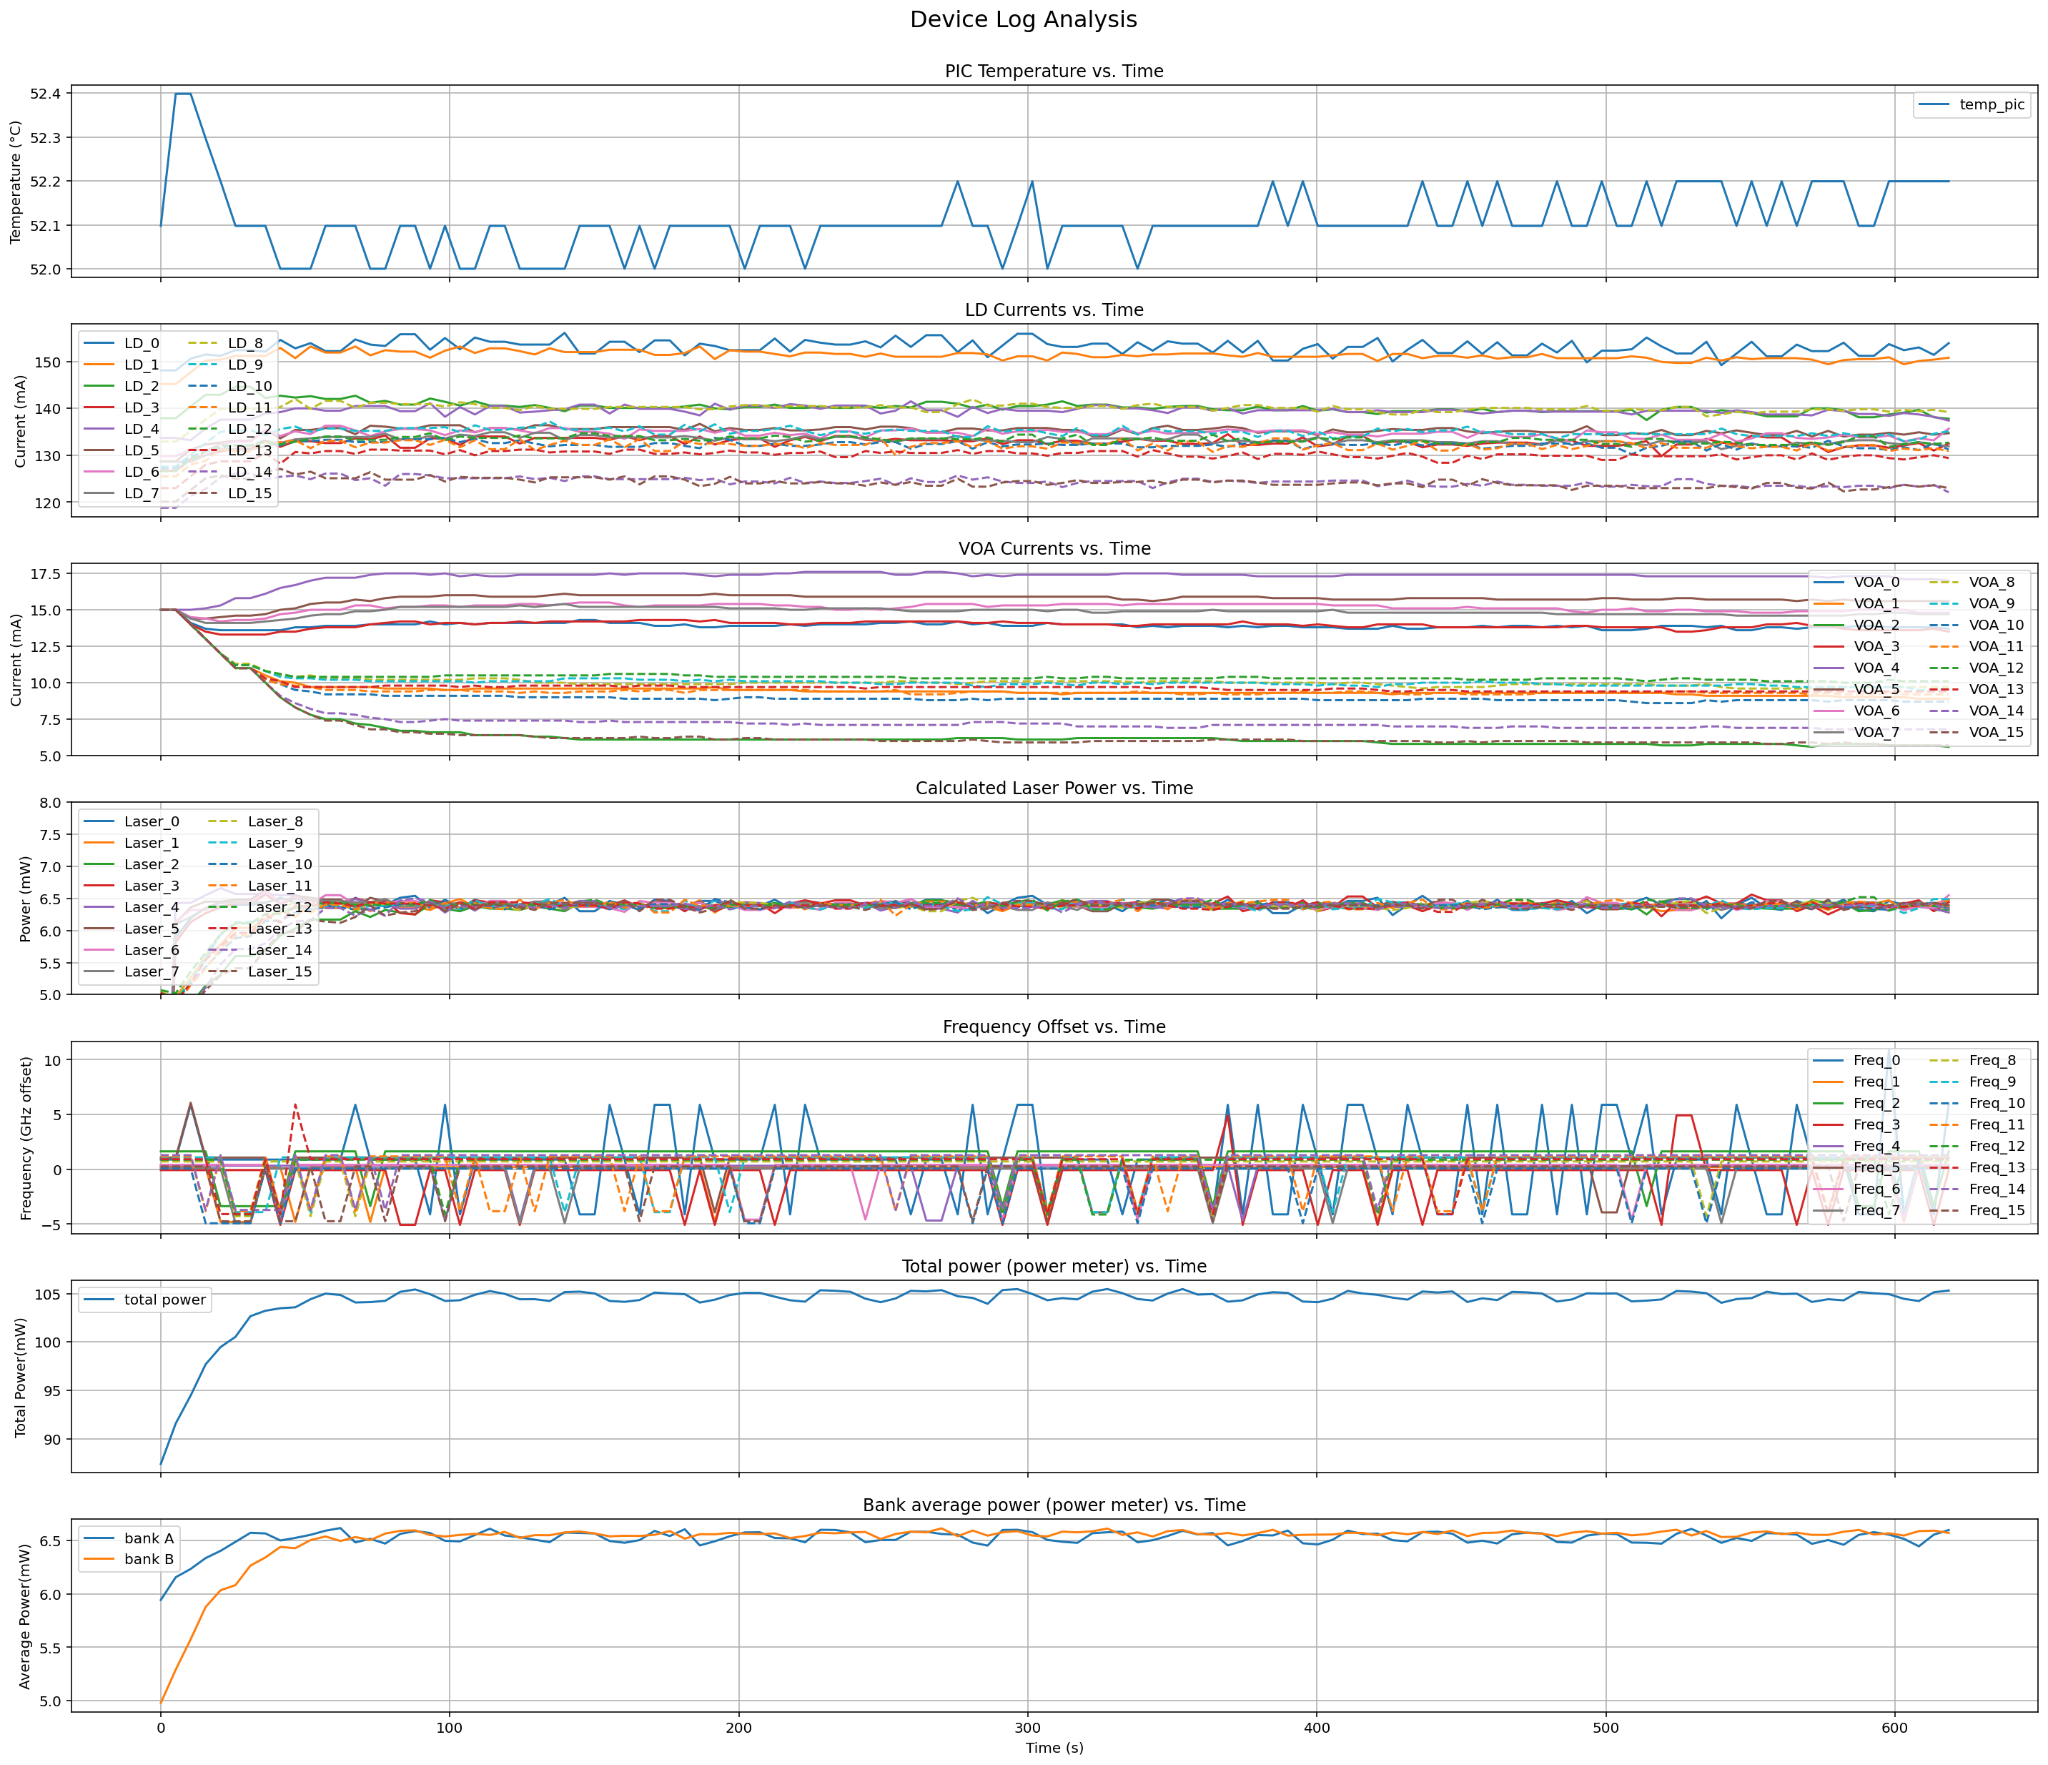 Device Log Analysis
PIC Temperature vs. Time
52.4
52.3
52.2
52.1
52.0
Temperature (°C)
temp_pic
LD Currents vs. Time
150
140
130
120
Current (mA)
LD_0 LD_8
LD_1 LD_9
LD_2 LD_10
LD_3 LD_11
LD_4 LD_12
LD_5 LD_13
LD_6 LD_14
LD_7 LD_15
VOA Currents vs. Time
17.5
15.0
12.5
10.0
7.5
5.0
Current (mA)
VOA_0 VOA_8
VOA_1 VOA_9
VOA_2 VOA_10
VOA_3 VOA_11
VOA_4 VOA_12
VOA_5 VOA_13
VOA_6 VOA_14
VOA_7 VOA_15
Calculated Laser Power vs. Time
8.0
7.5
7.0
6.5
6.0
5.5
5.0
Power (mW)
Laser_0 Laser_8
Laser_1 Laser_9
Laser_2 Laser_10
Laser_3 Laser_11
Laser_4 Laser_12
Laser_5 Laser_13
Laser_6 Laser_14
Laser_7 Laser_15
Frequency Offset vs. Time
10
5
0
−5
Frequency (GHz offset)
Freq_0 Freq_8
Freq_1 Freq_9
Freq_2 Freq_10
Freq_3 Freq_11
Freq_4 Freq_12
Freq_5 Freq_13
Freq_6 Freq_14
Freq_7 Freq_15
Total power (power meter) vs. Time
105
100
95
90
Total Power(mW)
total power
Bank average power (power meter) vs. Time
6.5
6.0
5.5
5.0
Average Power(mW)
bank A
bank B
0 100 200 300 400 500 600
Time (s)